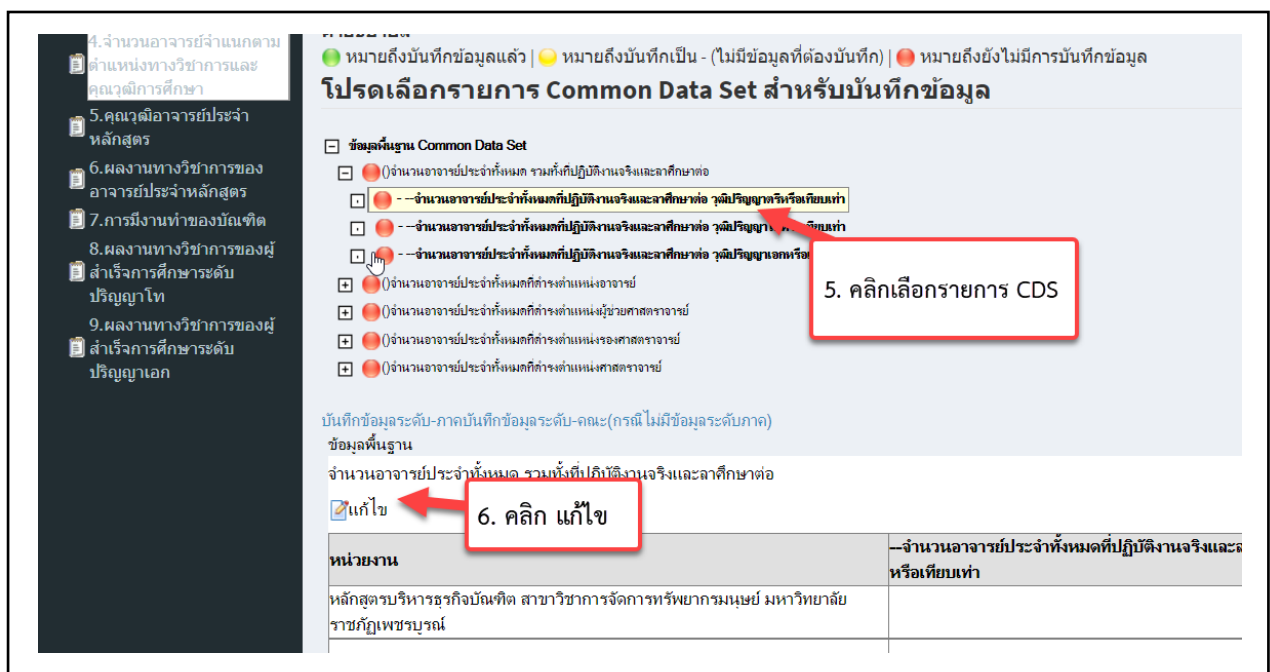 4.จำนวนอาจารย์จำแนกตาม
ตำแหน่งทางวิชาการและ
คุณวุฒิการศึกษา
5.คุณวุฒิอาจารย์ประจำ
หลักสูตร
6.ผลงานทางวิชาการของ
อาจารย์ประจำหลักสูตร
7.การมีงานทำของบัณฑิต
8.ผลงานทางวิชาการของผู้
สำเร็จการศึกษาระดับ
ปริญญาโท
9.ผลงานทางวิชาการของผู้
สำเร็จการศึกษาระดับ
ปริญญาเอก
หมายถึงบันทึกข้อมูลแล้ว | หมายถึงบันทึกเป็น - (ไม่มีข้อมูลที่ต้องบันทึก) | หมายถึงยังไม่มีการบันทึกข้อมูล
โปรดเลือกรายการ Common Data Set สำหรับบันทึกข้อมูล
ข้อมูลพื้นฐาน Common Data Set
()จำนวนอาจารย์ประจำทั้งหมด รวมทั้งที่ปฏิบัติงานจริงและลาศึกษาต่อ
- --จำนวนอาจารย์ประจำทั้งหมดที่ปฏิบัติงานจริงและลาศึกษาต่อ วุฒิปริญญาตรีหรือเทียบเท่า
- --จำนวนอาจารย์ประจำทั้งหมดที่ปฏิบัติงานจริงและลาศึกษาต่อ วุฒิปริญญา
- --จำนวนอาจารย์ประจำทั้งหมดที่ปฏิบัติงานจริงและลาศึกษาต่อ วุฒิปริญญาเอกหรือ
()จำนวนอาจารย์ประจำทั้งหมดที่ดำรงตำแหน่งอาจารย์
()จำนวนอาจารย์ประจำทั้งหมดที่ดำรงตำแหน่งผู้ช่วยศาสตราจารย์
()จำนวนอาจารย์ประจำทั้งหมดที่ดำรงตำแหน่งรองศาสตราจารย์
()จำนวนอาจารย์ประจำทั้งหมดที่ดำรงตำแหน่งศาสตราจารย์
5. คลิกเลือกรายการ CDS
บันทึกข้อมูลระดับ-ภาคบันทึกข้อมูลระดับ-คณะ(กรณีไม่มีข้อมูลระดับภาค)
ข้อมูลพื้นฐาน
จำนวนอาจารย์ประจำทั้งหมด รวมทั้งที่ปฏิบัติงานจริงและลาศึกษาต่อ
แก้ไข
6. คลิก แก้ไข
หน่วยงาน
--จำนวนอาจารย์ประจำทั้งหมดที่ปฏิบัติงานจริงและ
หรือเทียบเท่า
หลักสูตรบริหารธุรกิจบัณฑิต สาขาวิชาการจัดการทรัพยากรมนุษย์ มหาวิทยาลัย
ราชภัฏเพชรบูรณ์